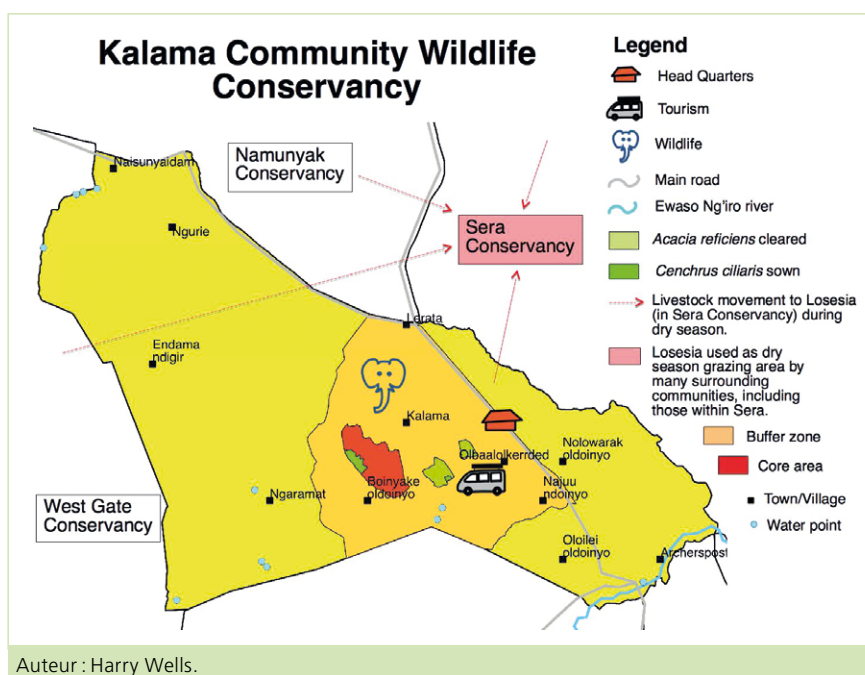 Kalama Community Wildlife
Conservancy
Legend
Head Quarters
Tourism
Wildlife
Main road
Ewaso Ng'iro river
Acacia reficiens cleared
Cenchrus ciliaris sown
Livestock movement to Losesia
(in Sera Conservancy) during
dry season.
Losesia used as dry
season grazing area by
many surrounding
communities, including
those within Sera.
Buffer zone
Core area
Town/Village
Water point
Naisunyaidam
Namunyak
Conservancy
Ngurie
Sera
Conservancy
Lerata
Endama
ndigir
Kalama
Olbaalolkerrded
Nolowarak
oldoinyo
Ngaramat
Boinyake
oldoinyo
Najuu
ndoinyo
West Gate
Conservancy
Oloilei
oldoinyo
Archerspost
Auteur : Harry Wells.